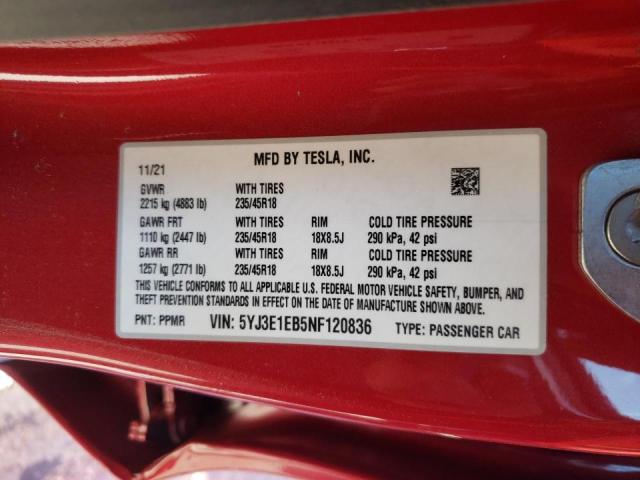 MFD BY TESLA, INC.
11/21
GVWR WITH TIRES
2215 kg (4883 lb) 235/45R18
GAWR FRT WITH TIRES RIM COLD TIRE PRESSURE
1110 kg (2447 lb) 235/45R18 18X8.5J 290 kPa, 42 psi
GAWR RR WITH TIRES RIM COLD TIRE PRESSURE
1257 kg (2771 lb) 235/45R18 18X8.5J 290 kPa, 42 psi
THIS VEHICLE CONFORMS TO ALL APPLICABLE U.S. FEDERAL MOTOR VEHICLE SAFETY, BUMPER, AND
THEFT PREVENTION STANDARDS IN EFFECT ON THE DATE OF MANUFACTURE SHOWN ABOVE.
PNT: PPMR VIN: 5YJ3E1EB5NF120836 TYPE: PASSENGER CAR